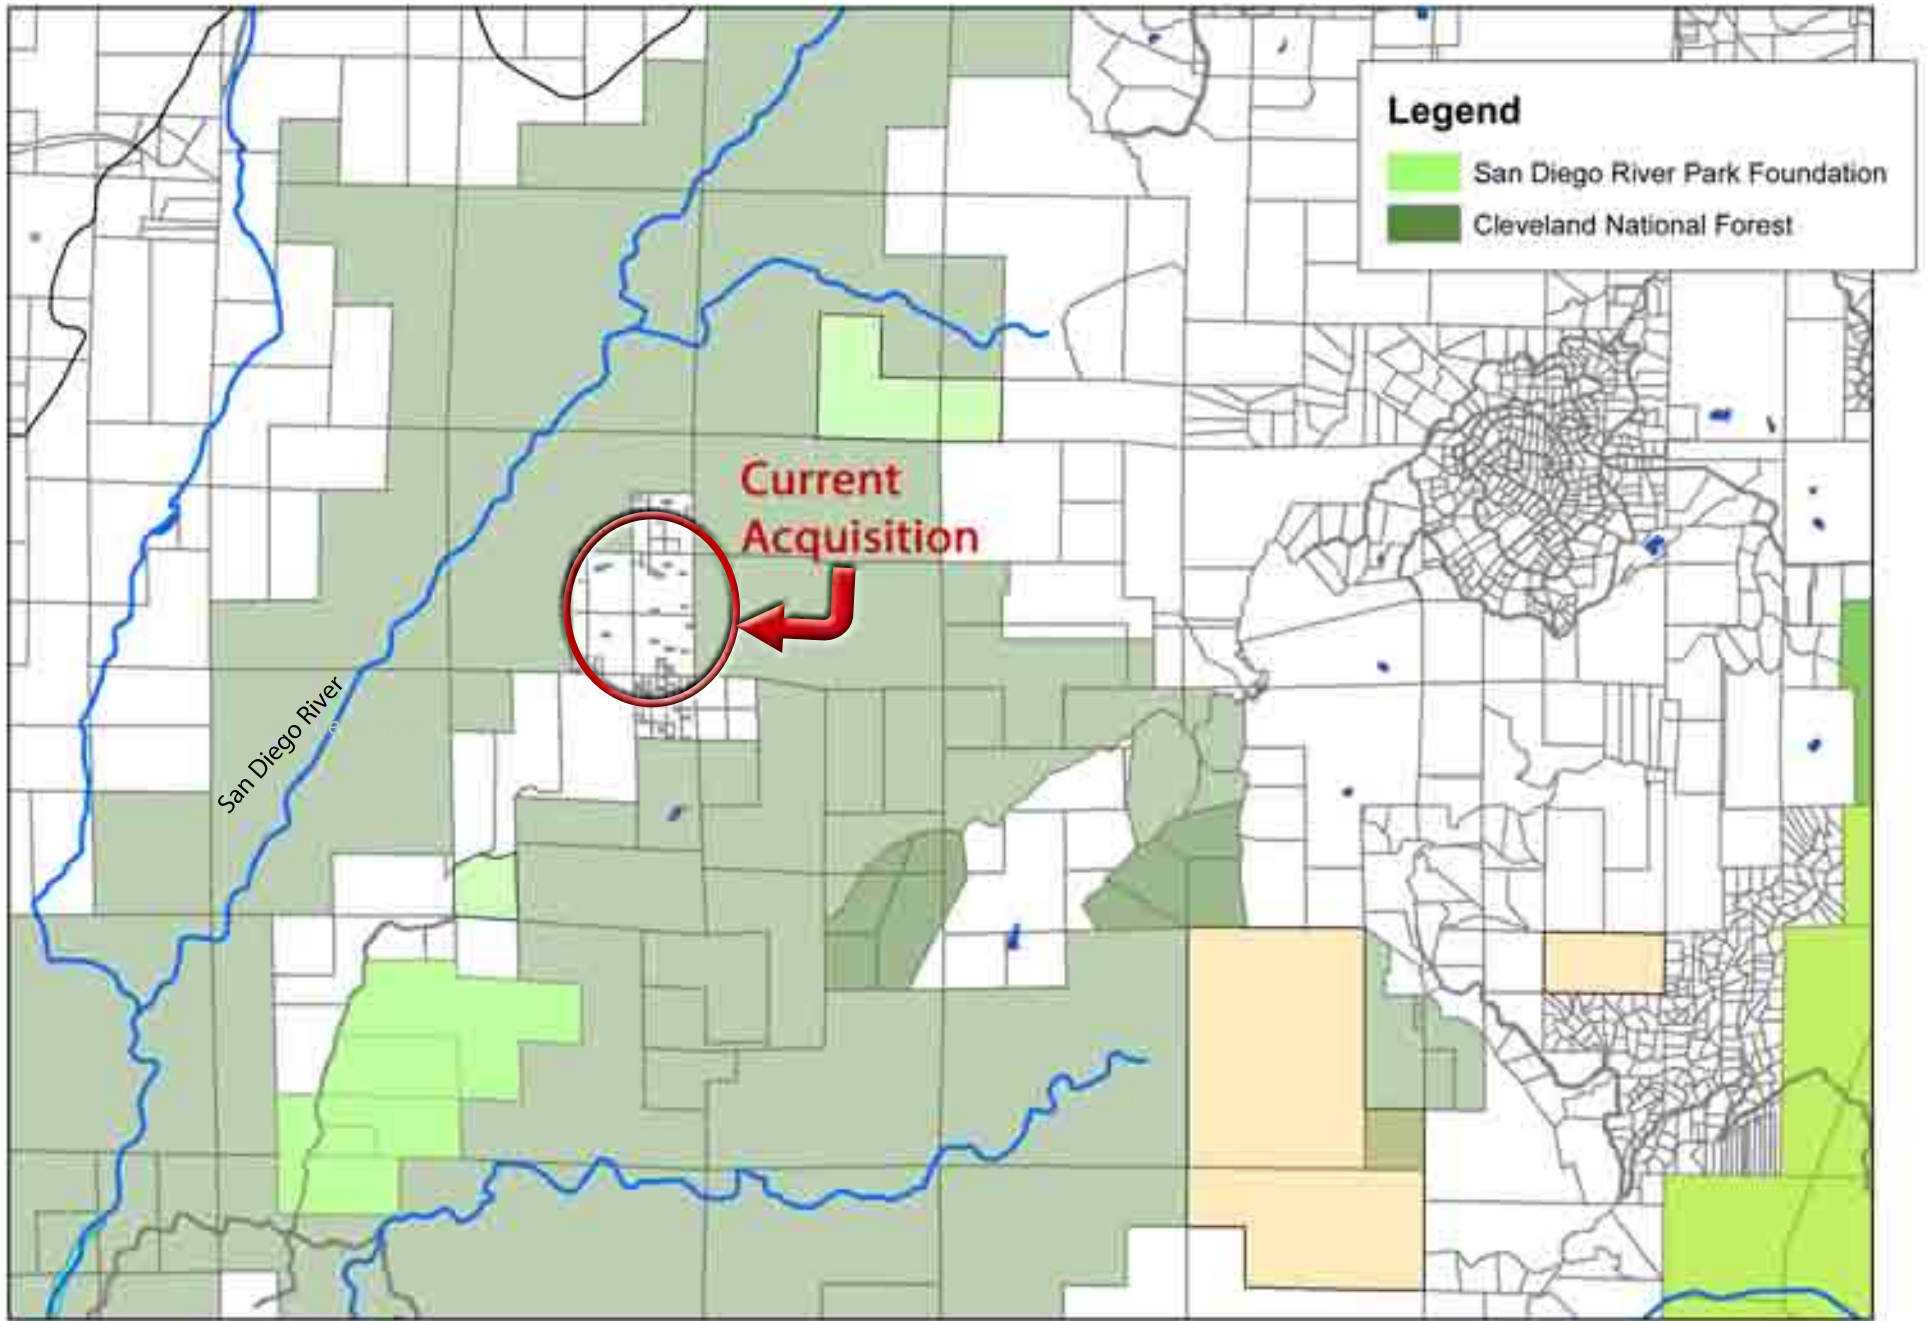 Legend
San Diego River Park Foundation
Cleveland National Forest
Current
Acquisition
San Diego River